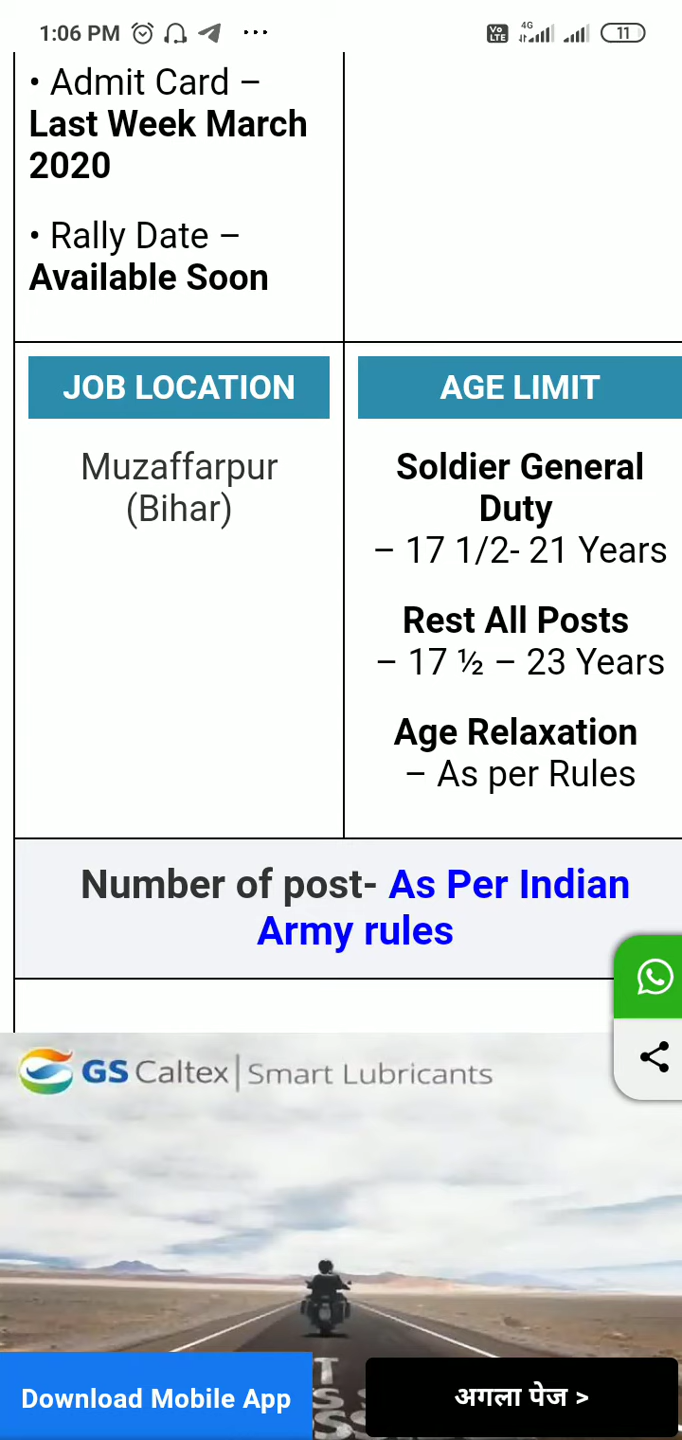 1:06 PM
Vo LTE 4G 11
• Admit Card –
Last Week March
2020
• Rally Date –
Available Soon
JOB LOCATION
Muzaffarpur
(Bihar)
AGE LIMIT
Soldier General
Duty
– 17 1/2- 21 Years
Rest All Posts
– 17 ½ – 23 Years
Age Relaxation
– As per Rules
Number of post- As Per Indian
Army rules
GS Caltex | Smart Lubricants
Download Mobile App
अगला पेज >